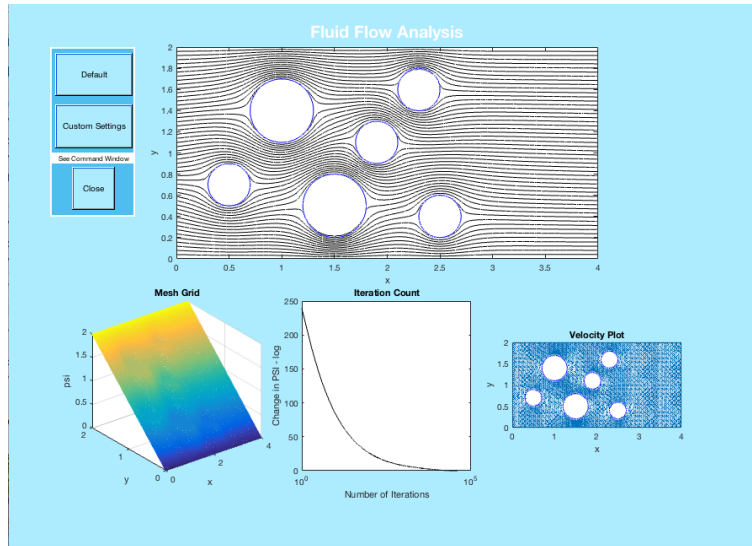 Fluid Flow Analysis
Default
Custom Settings
See Command Window
Close
2
1.8
1.6
1.4
1.2
1
0.8
0.6
0.4
0.2
0
y
0 0.5 1 1.5 2 2.5 3 3.5 4
x
Mesh Grid
2
1.5
1
0.5
0
psi
2
1
0
y
0
2
4
x
Iteration Count
250
200
150
100
50
0
Change in PSI - log
10^0 10^5
Number of Iterations
Velocity Plot
2
1.5
1
0.5
0
y
0 1 2 3 4
x